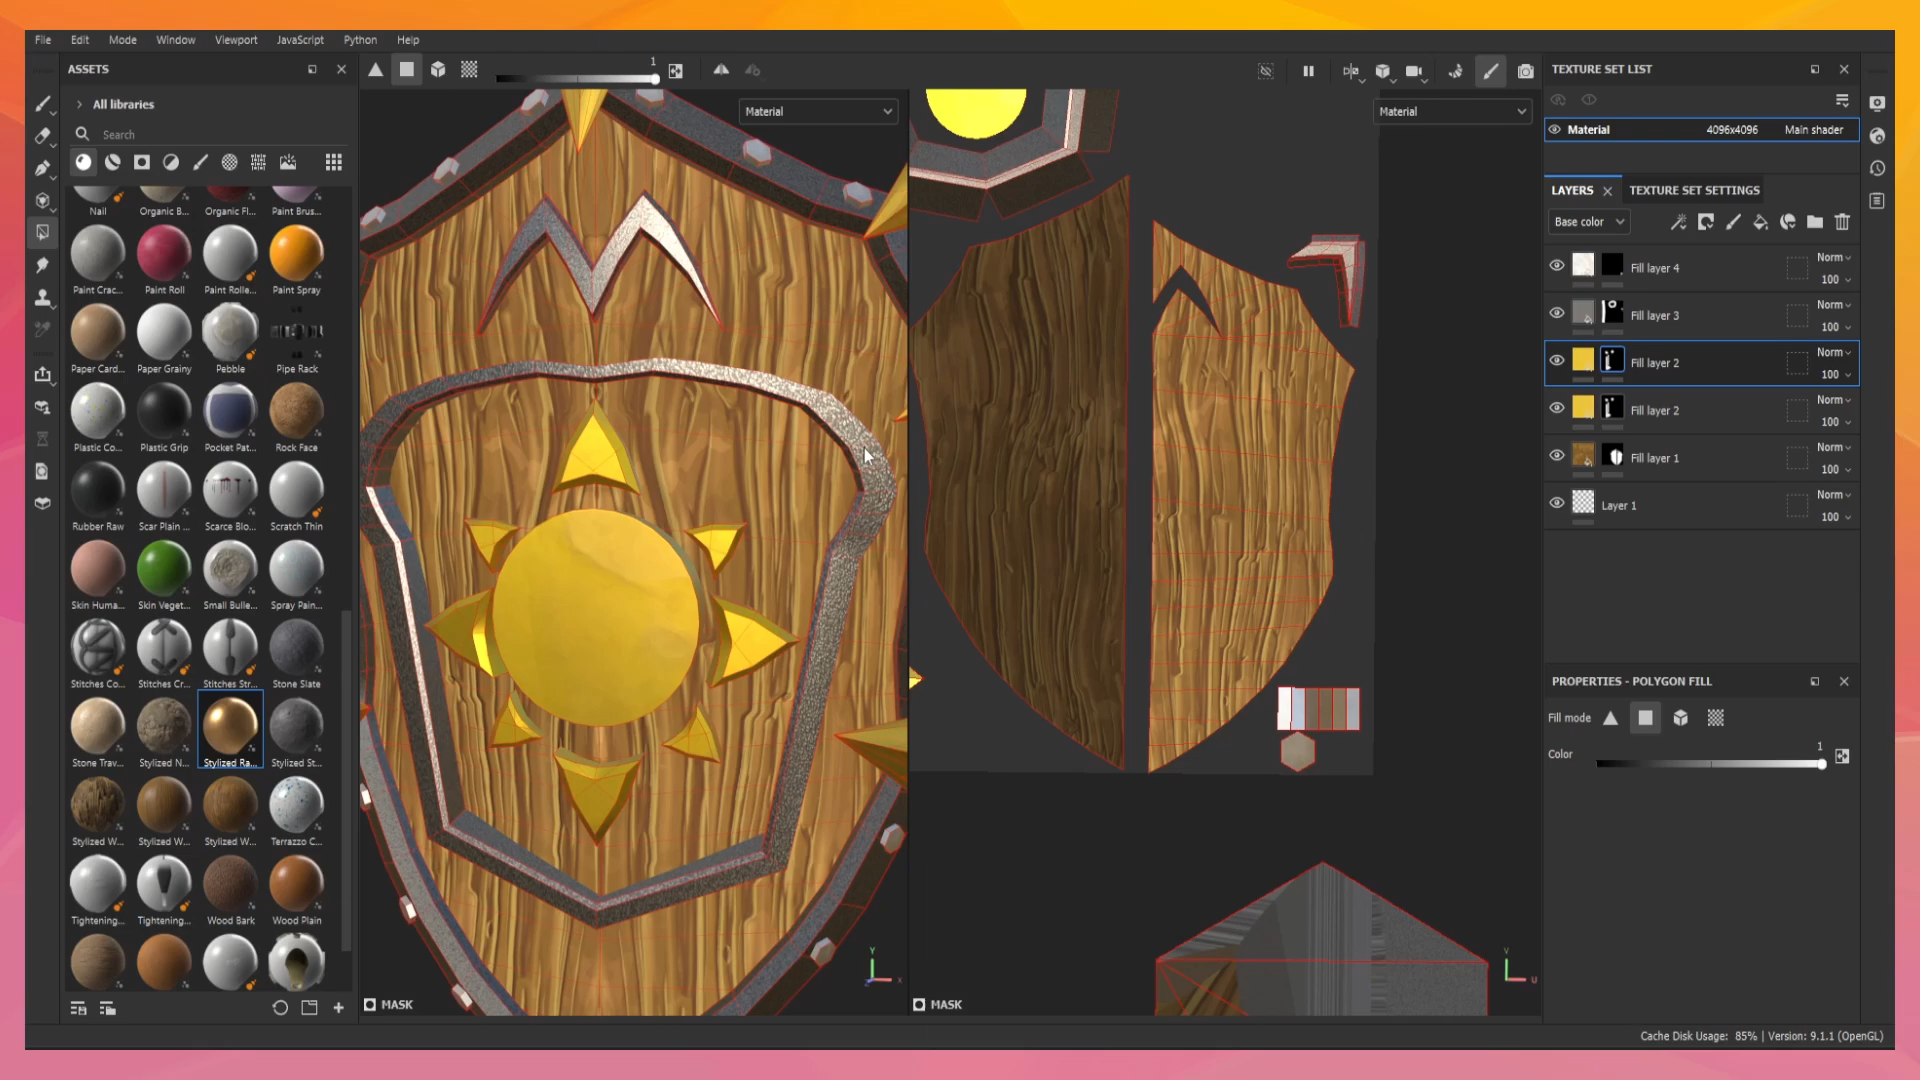 File Edit Mode Window Viewport JavaScript Python Help
ASSETS
All libraries
Search
Nail Organic B... Organic Fl... Paint Brus...
Paint Crac... Paint Roll Paint Rolle... Paint Spray
Paper Card... Paper Grainy Pebble Pipe Rack
Plastic Co... Plastic Grip Pocket Pat... Rock Face
Rubber Raw Scar Plain ... Scarce Blo... Scratch Thin
Skin Huma... Skin Veget... Small Bulle... Spray Pain...
Stitches Co... Stitches Cr... Stitches Str... Stone Slate
Stone Trav... Stylized N... Stylized Ra... Stylized St...
Stylized W... Stylized W... Stylized W... Terrazzo C...
Tightening... Tightening... Wood Bark Wood Plain
1
Material
Y
X
MASK
Material
V
U
MASK
TEXTURE SET LIST
Material 4096x4096 Main shader
LAYERS TEXTURE SET SETTINGS
Base color
Fill layer 4 Norm 100
Fill layer 3 Norm 100
Fill layer 2 Norm 100
Fill layer 2 Norm 100
Fill layer 1 Norm 100
Layer 1 Norm 100
PROPERTIES - POLYGON FILL
Fill mode
Color 1
Cache Disk Usage: 85% | Version: 9.1.1 (OpenGL)